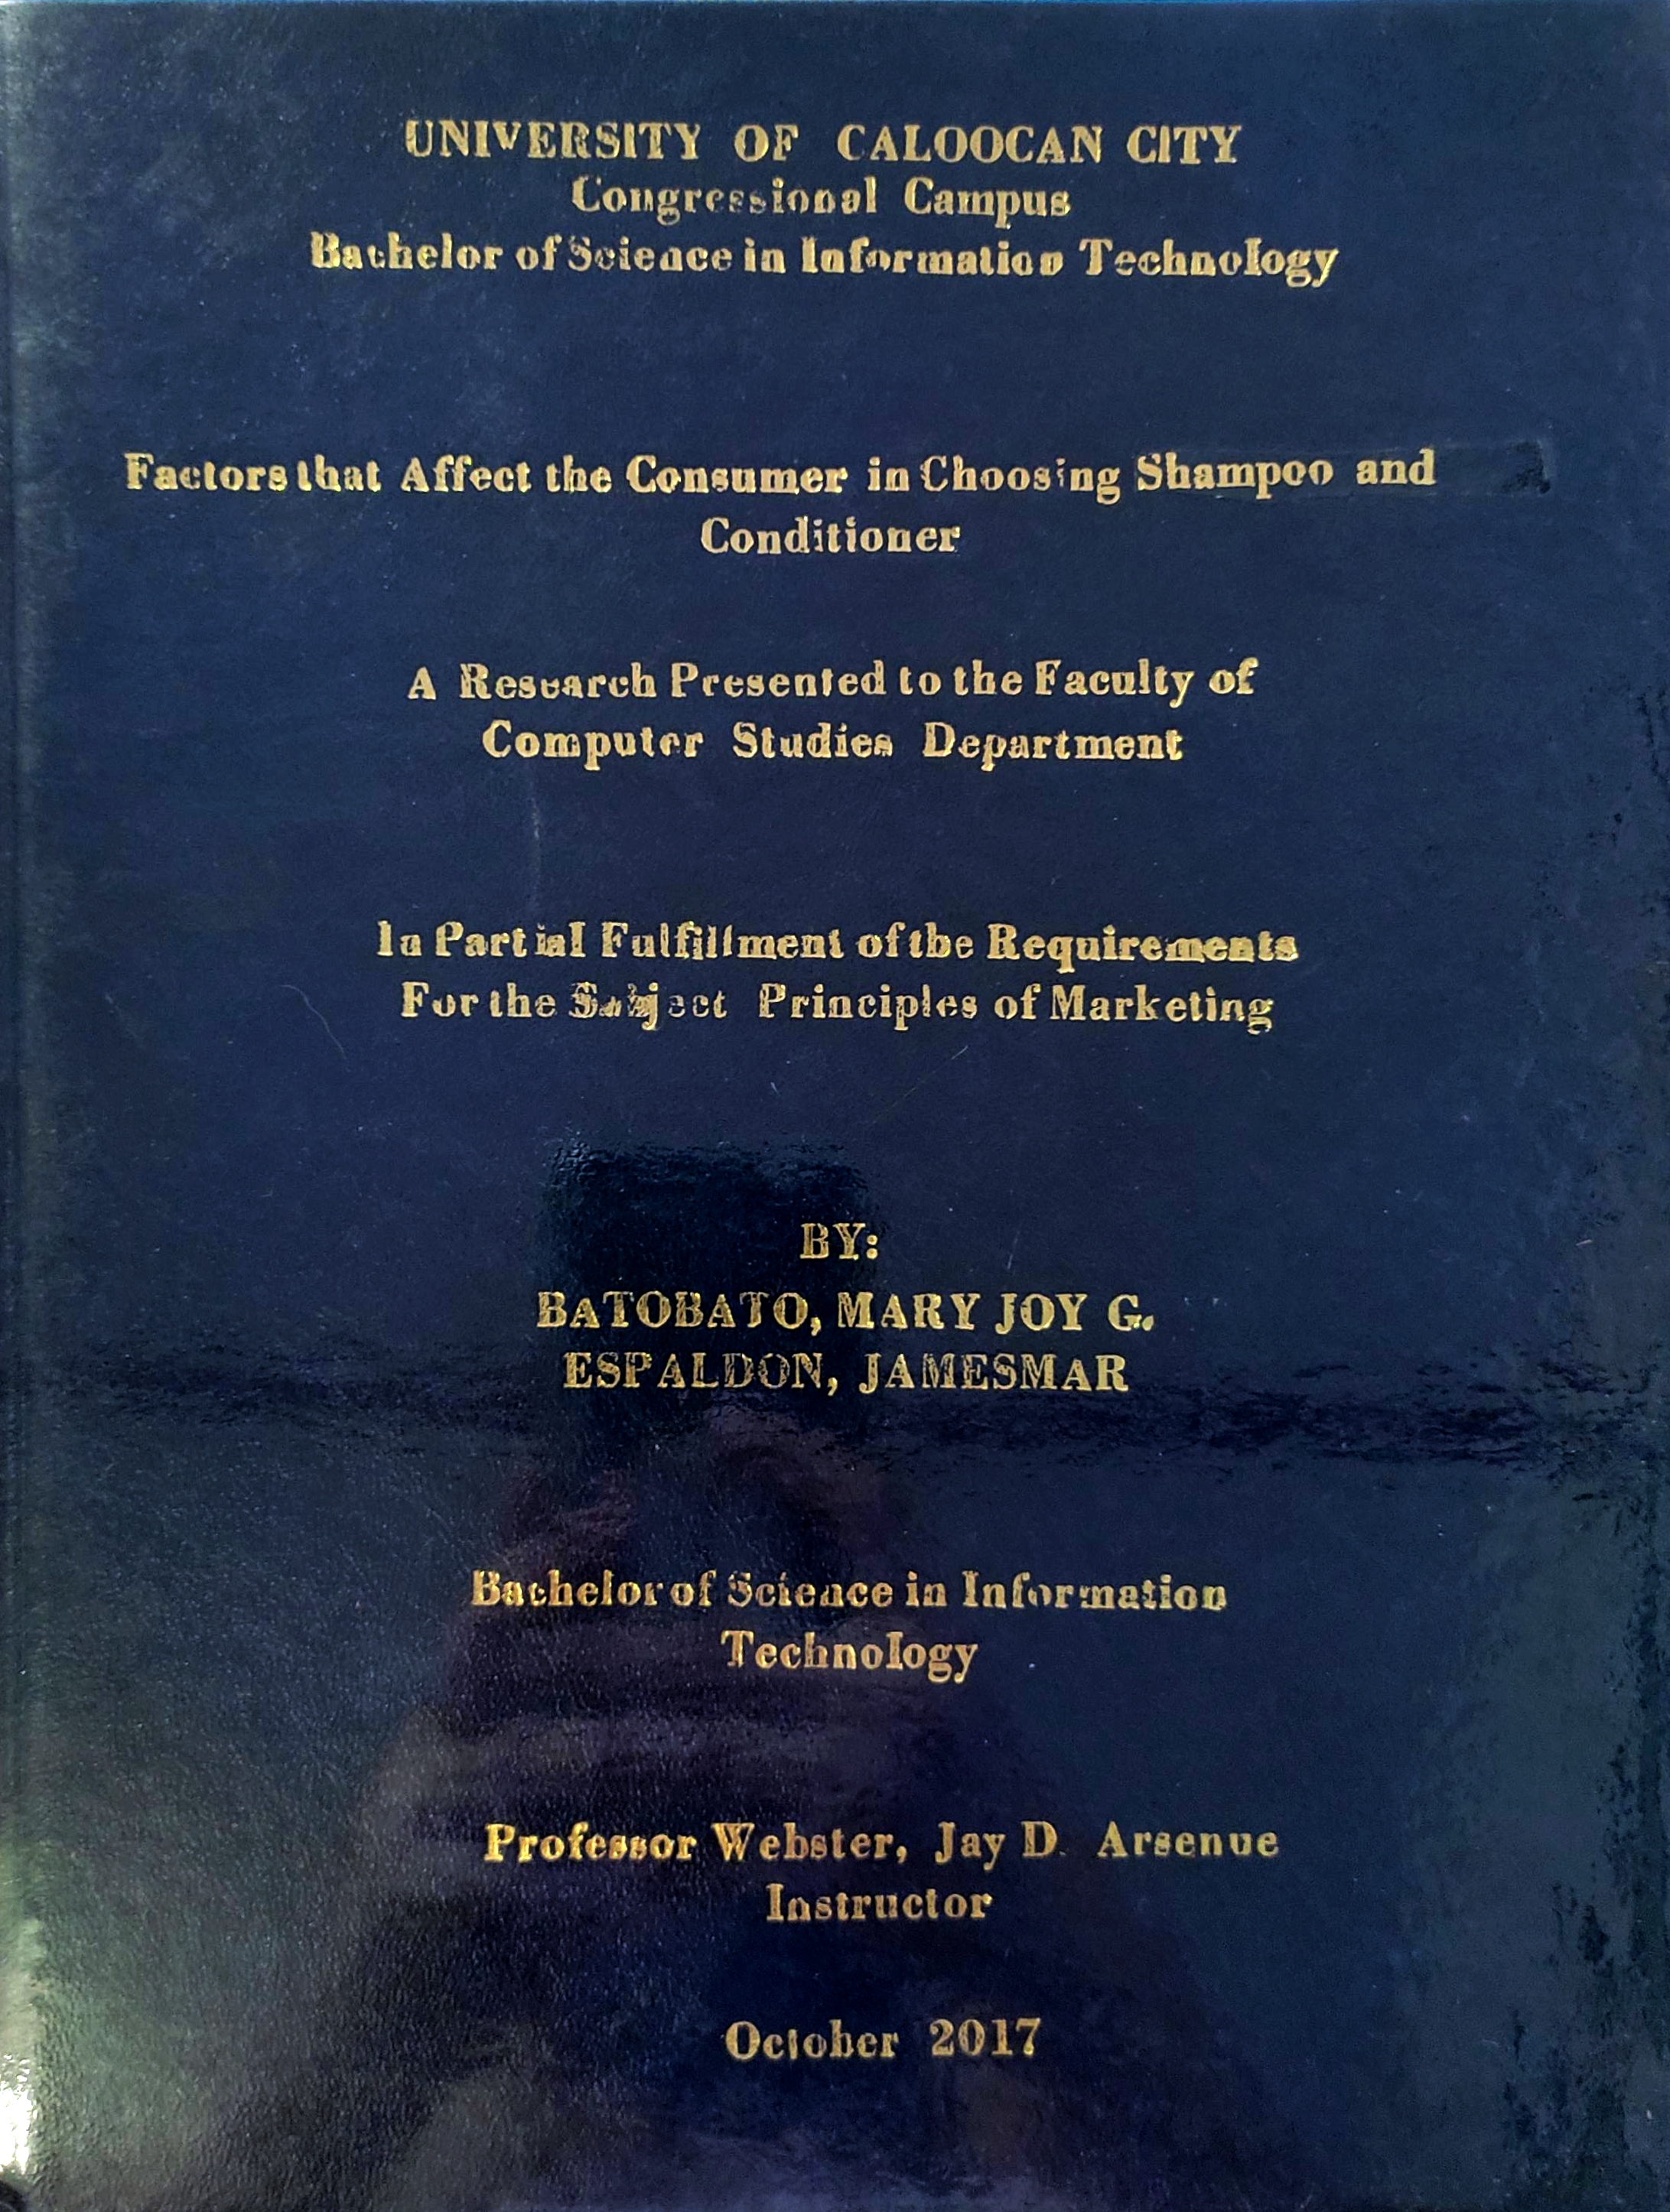 UNIVERSITY OF CALOOCAN CITY
Congressional Campus
Bachelor of Science in Information Technology
Factors that Affect the Consumer in Choosing Shampoo and
Conditioner
A Research Presented to the Faculty of
Computer Studies Department
In Partial Fulfillment of the Requirements
For the Subject Principles of Marketing
BY:
BATOBATO, MARY JOY G.
ESPALDON, JAMESMAR
Bachelor of Science in Information
Technology
Professor Webster, Jay D. Arsenue
Instructor
October 2017